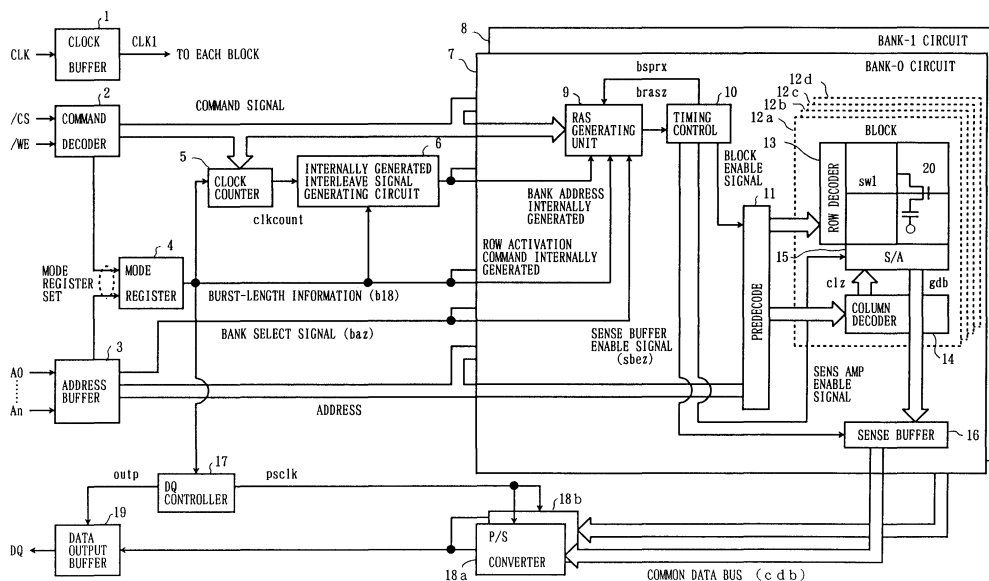 1
CLOCK
BUFFER
CLK
CLK1
TO EACH BLOCK
2
COMMAND
DECODER
/CS
/WE
COMMAND SIGNAL
5
CLOCK
COUNTER
clkcount
6
INTERNALLY GENERATED
INTERLEAVE SIGNAL
GENERATING CIRCUIT
4
MODE
REGISTER
MODE
REGISTER
SET
BURST-LENGTH INFORMATION (bl8)
BANK SELECT SIGNAL (baz)
3
ADDRESS
BUFFER
A0
An
ADDRESS
8
BANK-1 CIRCUIT
7
BANK-0 CIRCUIT
bsprx
brasz
9
RAS
GENERATING
UNIT
10
TIMING
CONTROL
BLOCK
ENABLE
SIGNAL
BANK ADDRESS
INTERNALLY
GENERATED
ROW ACTIVATION
COMMAND INTERNALLY
GENERATED
SENSE BUFFER
ENABLE SIGNAL
(sbez)
11
PREDECODE
12d
12c
12b
12a
BLOCK
13
ROW DECODER
sw1
20
15
S/A
clz
gdb
COLUMN
DECODER
14
SENS AMP
ENABLE
SIGNAL
SENSE BUFFER
16
17
DQ
CONTROLLER
outp
psclk
19
DATA
OUTPUT
BUFFER
DQ
18b
P/S
CONVERTER
18a
COMMON DATA BUS (cdb)